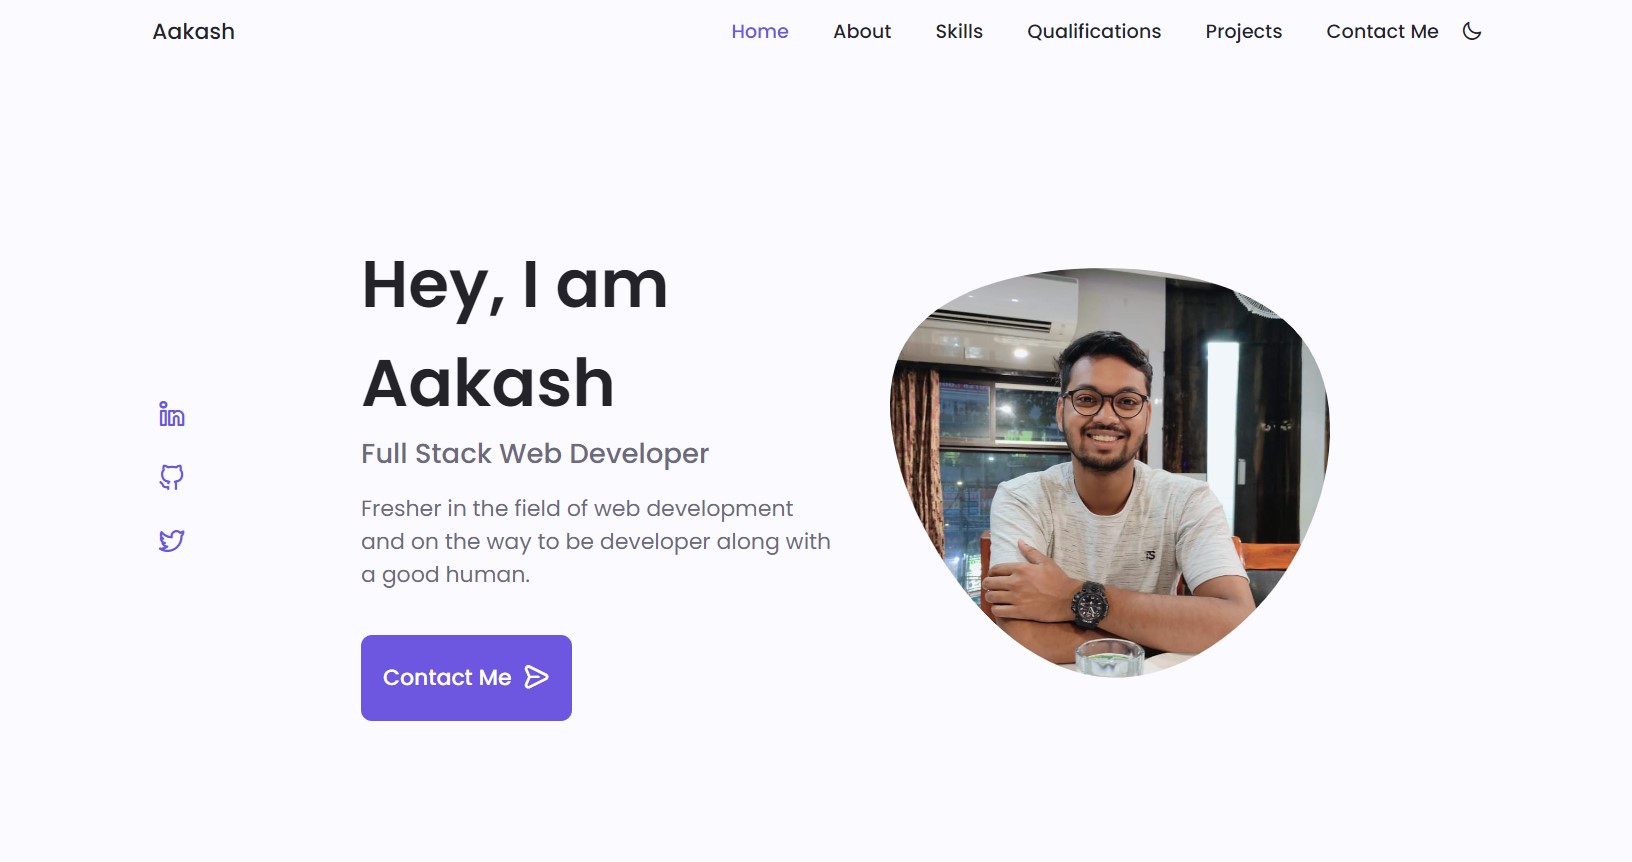 Aakash
Home About Skills Qualifications Projects Contact Me
Hey, I am
Aakash
Full Stack Web Developer
Fresher in the field of web development
and on the way to be developer along with
a good human.
Contact Me